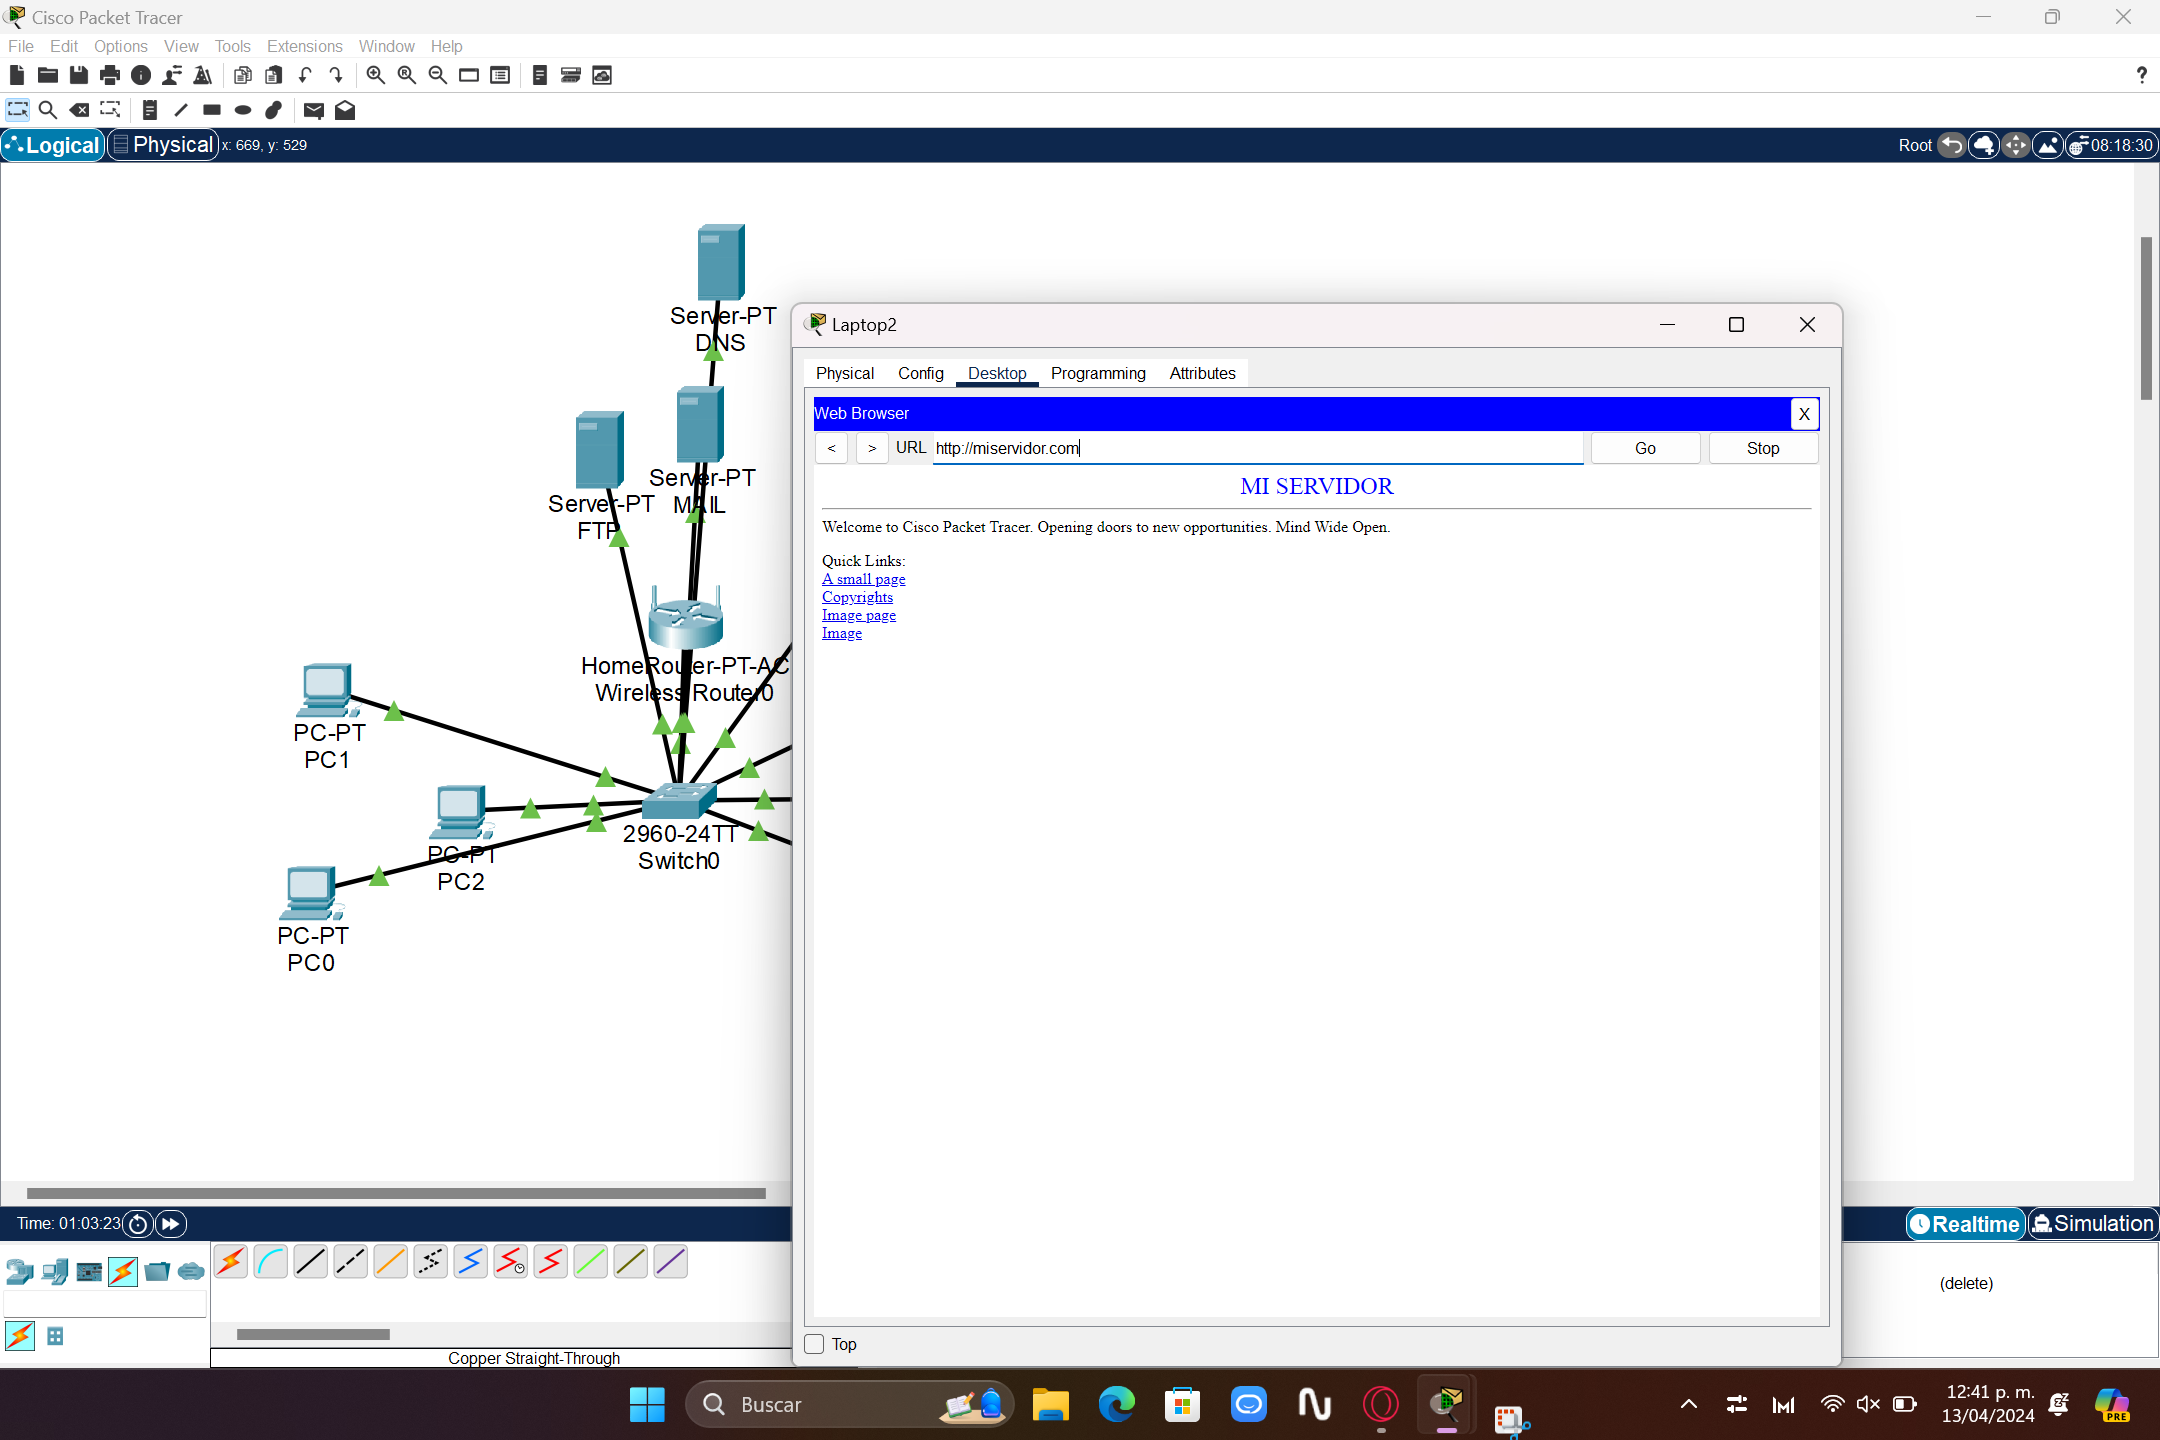 Cisco Packet Tracer
File Edit Options View Tools Extensions Window Help
Logical Physical x: 669, y: 529 Root 08:18:30
Server-PT
DNS
Server-PT
MAIL
Server-PT
FTP
HomeRouter-PT-AC
Wireless Router0
PC-PT
PC1
PC-PT
PC2
PC-PT
PC0
2960-24TT
Switch0
Laptop2
Physical Config Desktop Programming Attributes
Web Browser X
< > URL http://miservidor.com Go Stop
MI SERVIDOR
Welcome to Cisco Packet Tracer. Opening doors to new opportunities. Mind Wide Open.
Quick Links:
A small page
Copyrights
Image page
Image
Top
Time: 01:03:23 Realtime Simulation
(delete)
Copper Straight-Through
Buscar
12:41 p. m.
13/04/2024
PRE